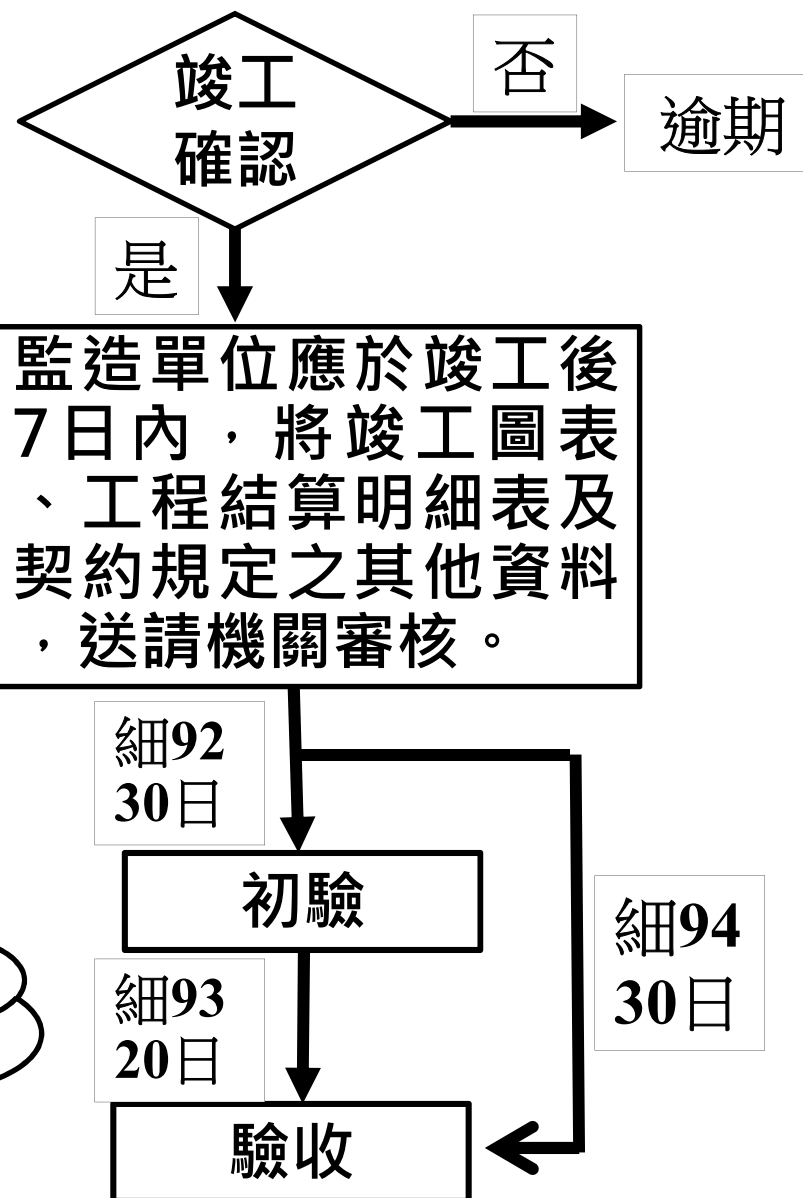 竣工
確認
否
逾期
是
監造單位應於竣工後
7日內，將竣工圖表
、工程結算明細表及
契約規定之其他資料
，送請機關審核。
細92
30日
初驗
細94
30日
細93
20日
驗收